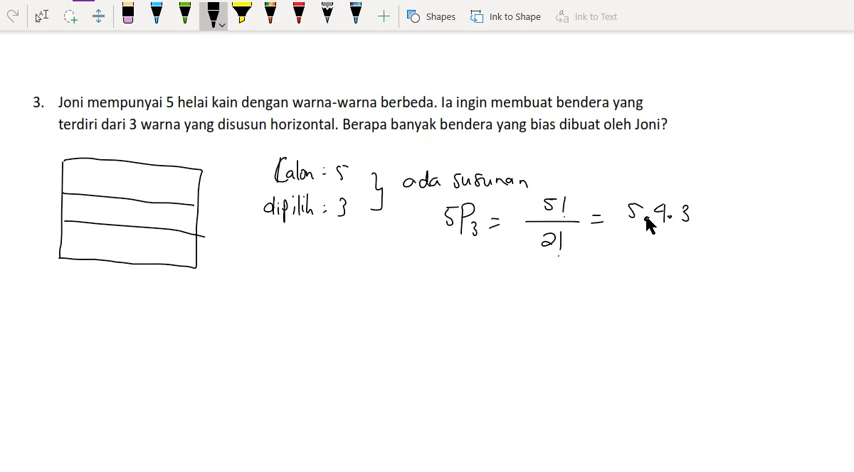 Shapes Ink to Shape Ink to Text
3. Joni mempunyai 5 helai kain dengan warna-warna berbeda. Ia ingin membuat bendera yang
terdiri dari 3 warna yang disusun horizontal. Berapa banyak bendera yang bias dibuat oleh Joni?
Calon : 5
dipilih : 3
} ada susunan
5P₃ = 5!/2! = 5.4.3